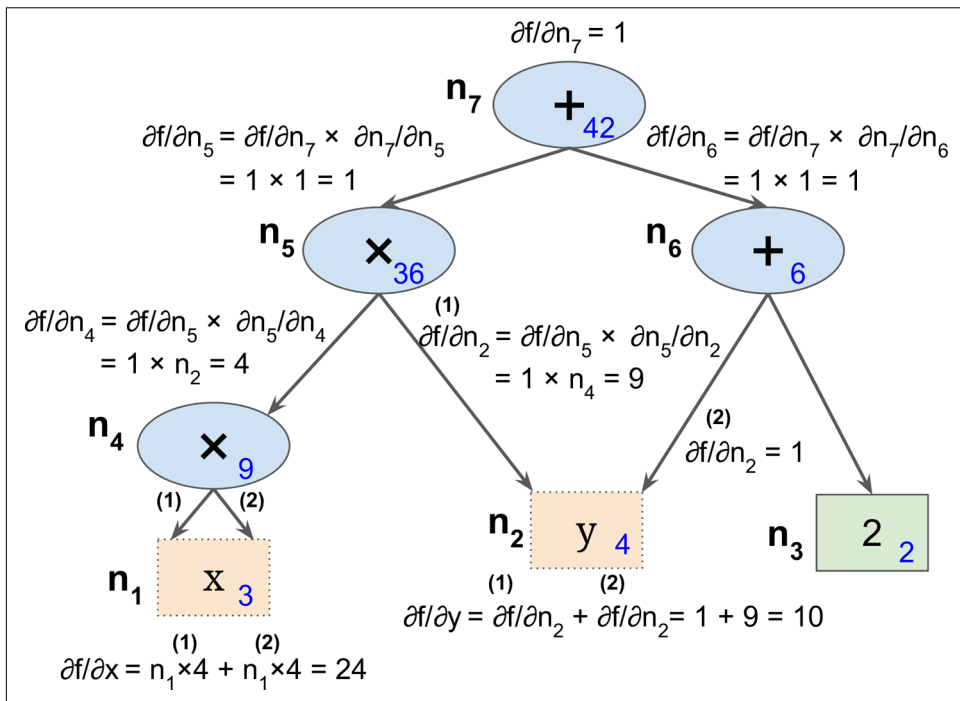 ∂f/∂n₇ = 1
n₇
+
42
∂f/∂n₅ = ∂f/∂n₇ × ∂n₇/∂n₅
= 1 × 1 = 1
∂f/∂n₆ = ∂f/∂n₇ × ∂n₇/∂n₆
= 1 × 1 = 1
n₅
×
36
n₆
+
6
∂f/∂n₄ = ∂f/∂n₅ × ∂n₅/∂n₄
= 1 × n₂ = 4
(1)
∂f/∂n₂ = ∂f/∂n₅ × ∂n₅/∂n₂
= 1 × n₄ = 9
n₄
×
9
(2)
∂f/∂n₂ = 1
(1) (2)
n₁
x 3
n₂
y 4
n₃
2 2
(1) (2)
∂f/∂y = ∂f/∂n₂ + ∂f/∂n₂= 1 + 9 = 10
(1) (2)
∂f/∂x = n₁×4 + n₁×4 = 24